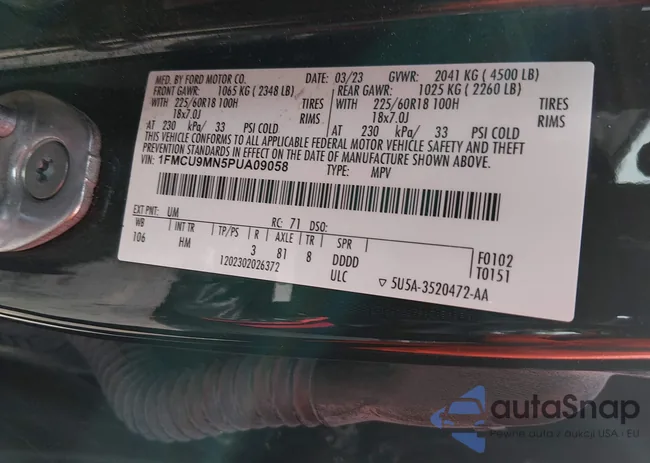 MFD. BY FORD MOTOR CO. DATE: 03/23 GVWR: 2041 KG ( 4500 LB)
FRONT GAWR: 1065 KG ( 2348 LB) REAR GAWR: 1025 KG ( 2260 LB)
WITH 225/60R18 100H TIRES WITH 225/60R18 100H TIRES
18x7.0J RIMS 18x7.0J RIMS
AT 230 kPa/ 33 PSI COLD AT 230 kPa/ 33 PSI COLD
THIS VEHICLE CONFORMS TO ALL APPLICABLE FEDERAL MOTOR VEHICLE SAFETY AND THEFT
PREVENTION STANDARDS IN EFFECT ON THE DATE OF MANUFACTURE SHOWN ABOVE.
VIN: 1FMCU9MN5PUA09058 TYPE: MPV
EXT PNT: UM RC: 71 DSO:
WB INT TR TP/PS R AXLE TR SPR
106 HM 3 81 8 DDDD F0102
1202302026372 ULC T0151
▽ 5U5A-3520472-AA
autaSnap
Pewne auta z aukcji USA - EU